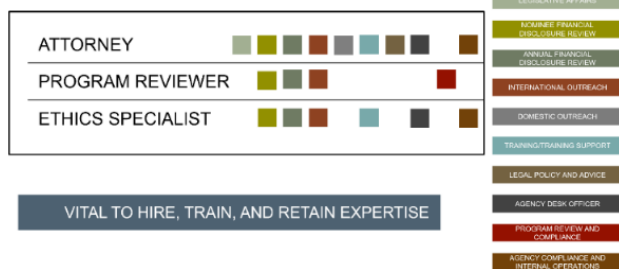 LEGISLATIVE AFFAIRS
NOMINEE FINANCIAL
DISCLOSURE REVIEW
ANNUAL FINANCIAL
DISCLOSURE REVIEW
INTERNATIONAL OUTREACH
DOMESTIC OUTREACH
TRAINING/TRAINING SUPPORT
LEGAL POLICY AND ADVICE
AGENCY DESK OFFICER
PROGRAM REVIEW AND
COMPLIANCE
AGENCY COMPLIANCE AND
INTERNAL OPERATIONS
ATTORNEY
PROGRAM REVIEWER
ETHICS SPECIALIST
VITAL TO HIRE, TRAIN, AND RETAIN EXPERTISE